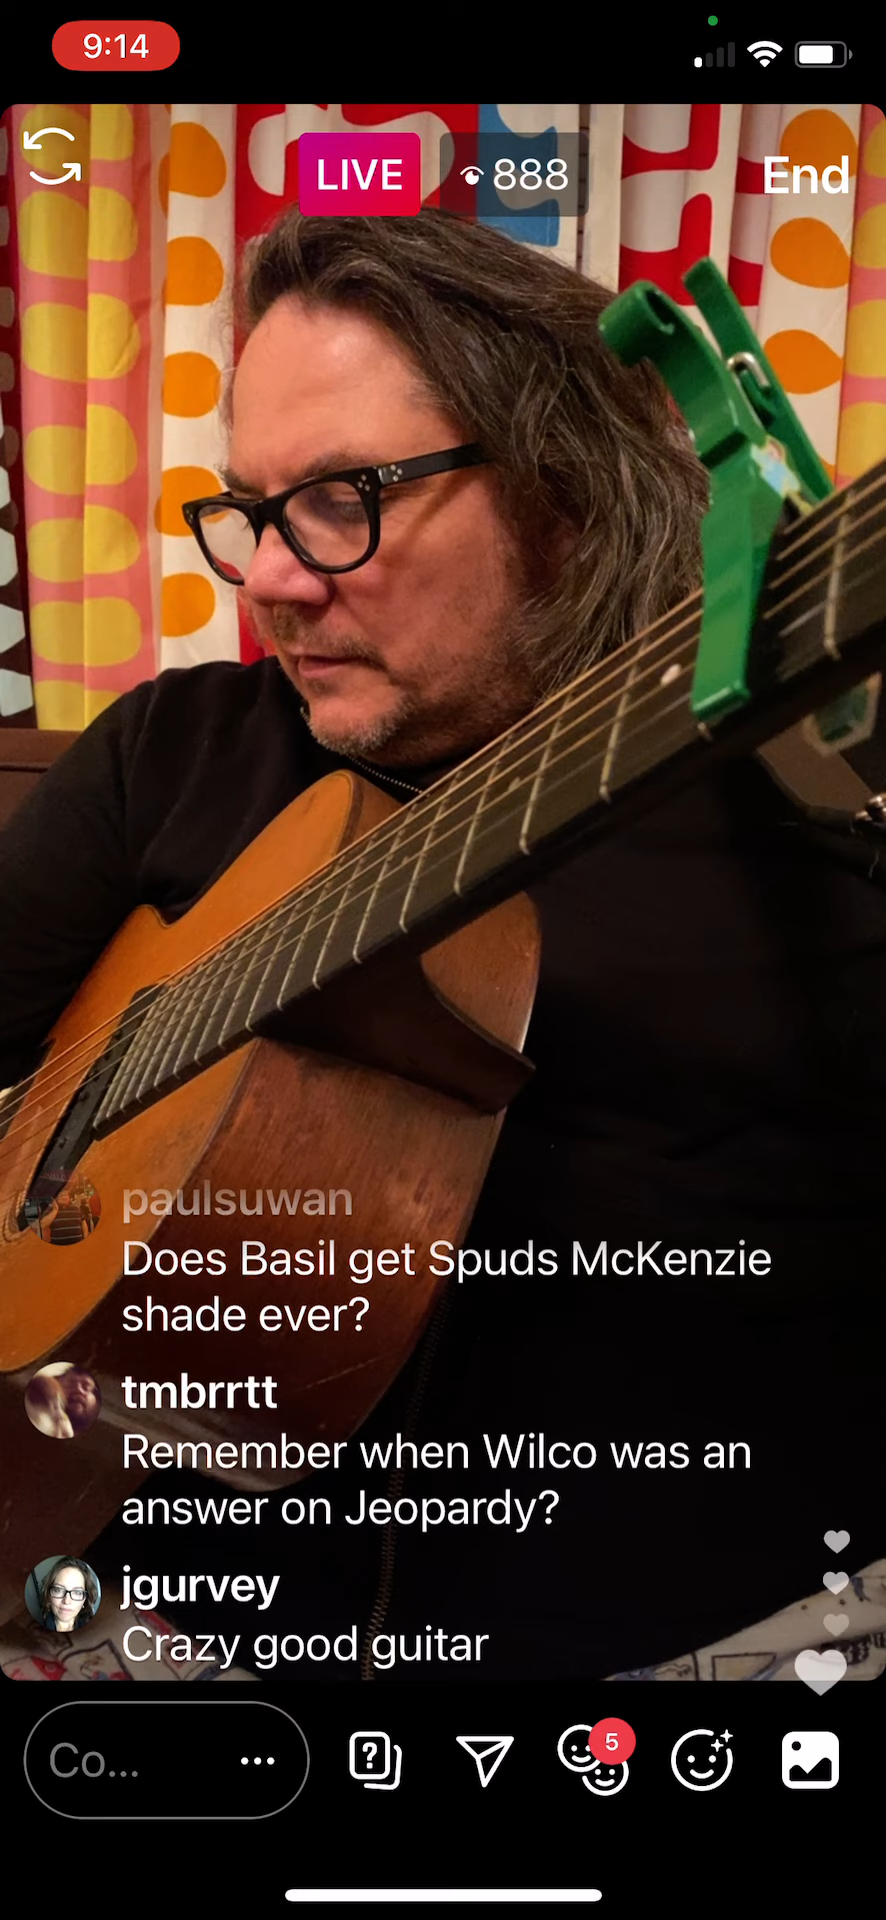 9:14
LIVE
888
End
paulsuwan
Does Basil get Spuds McKenzie
shade ever?
tmbrrtt
Remember when Wilco was an
answer on Jeopardy?
jgurvey
Crazy good guitar
Co...
5